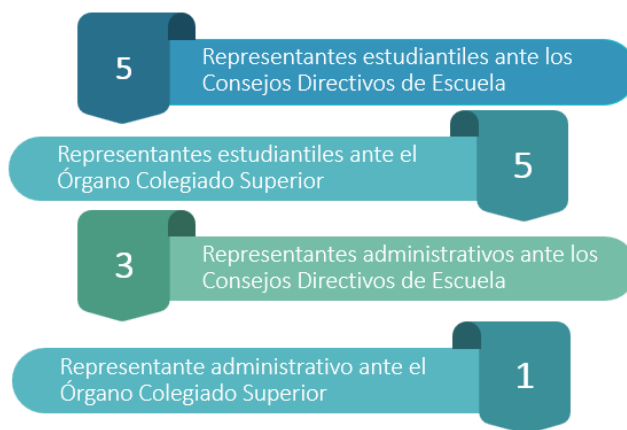 5
Representantes estudiantiles ante los
Consejos Directivos de Escuela
Representantes estudiantiles ante el
Órgano Colegiado Superior
5
3
Representantes administrativos ante los
Consejos Directivos de Escuela
Representante administrativo ante el
Órgano Colegiado Superior
1